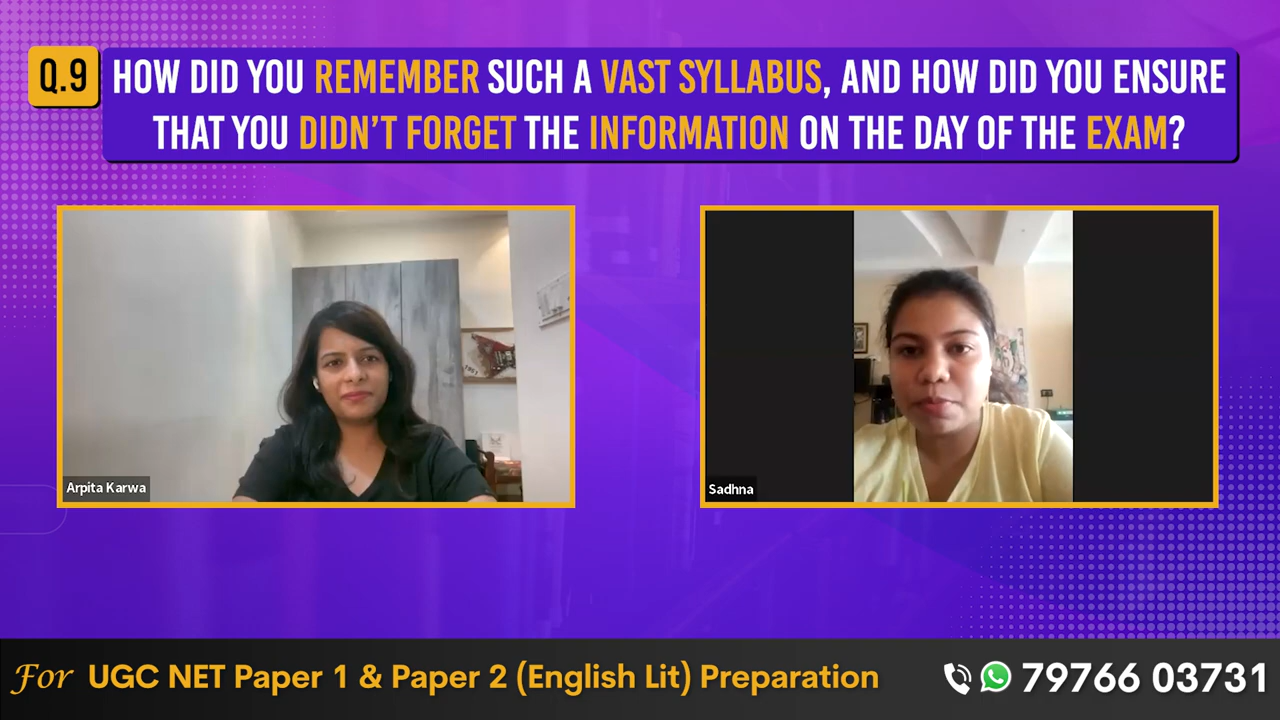 Q.9
HOW DID YOU REMEMBER SUCH A VAST SYLLABUS, AND HOW DID YOU ENSURE
THAT YOU DIDN'T FORGET THE INFORMATION ON THE DAY OF THE EXAM?
Arpita Karwa
Sadhna
For UGC NET Paper 1 & Paper 2 (English Lit) Preparation
79766 03731